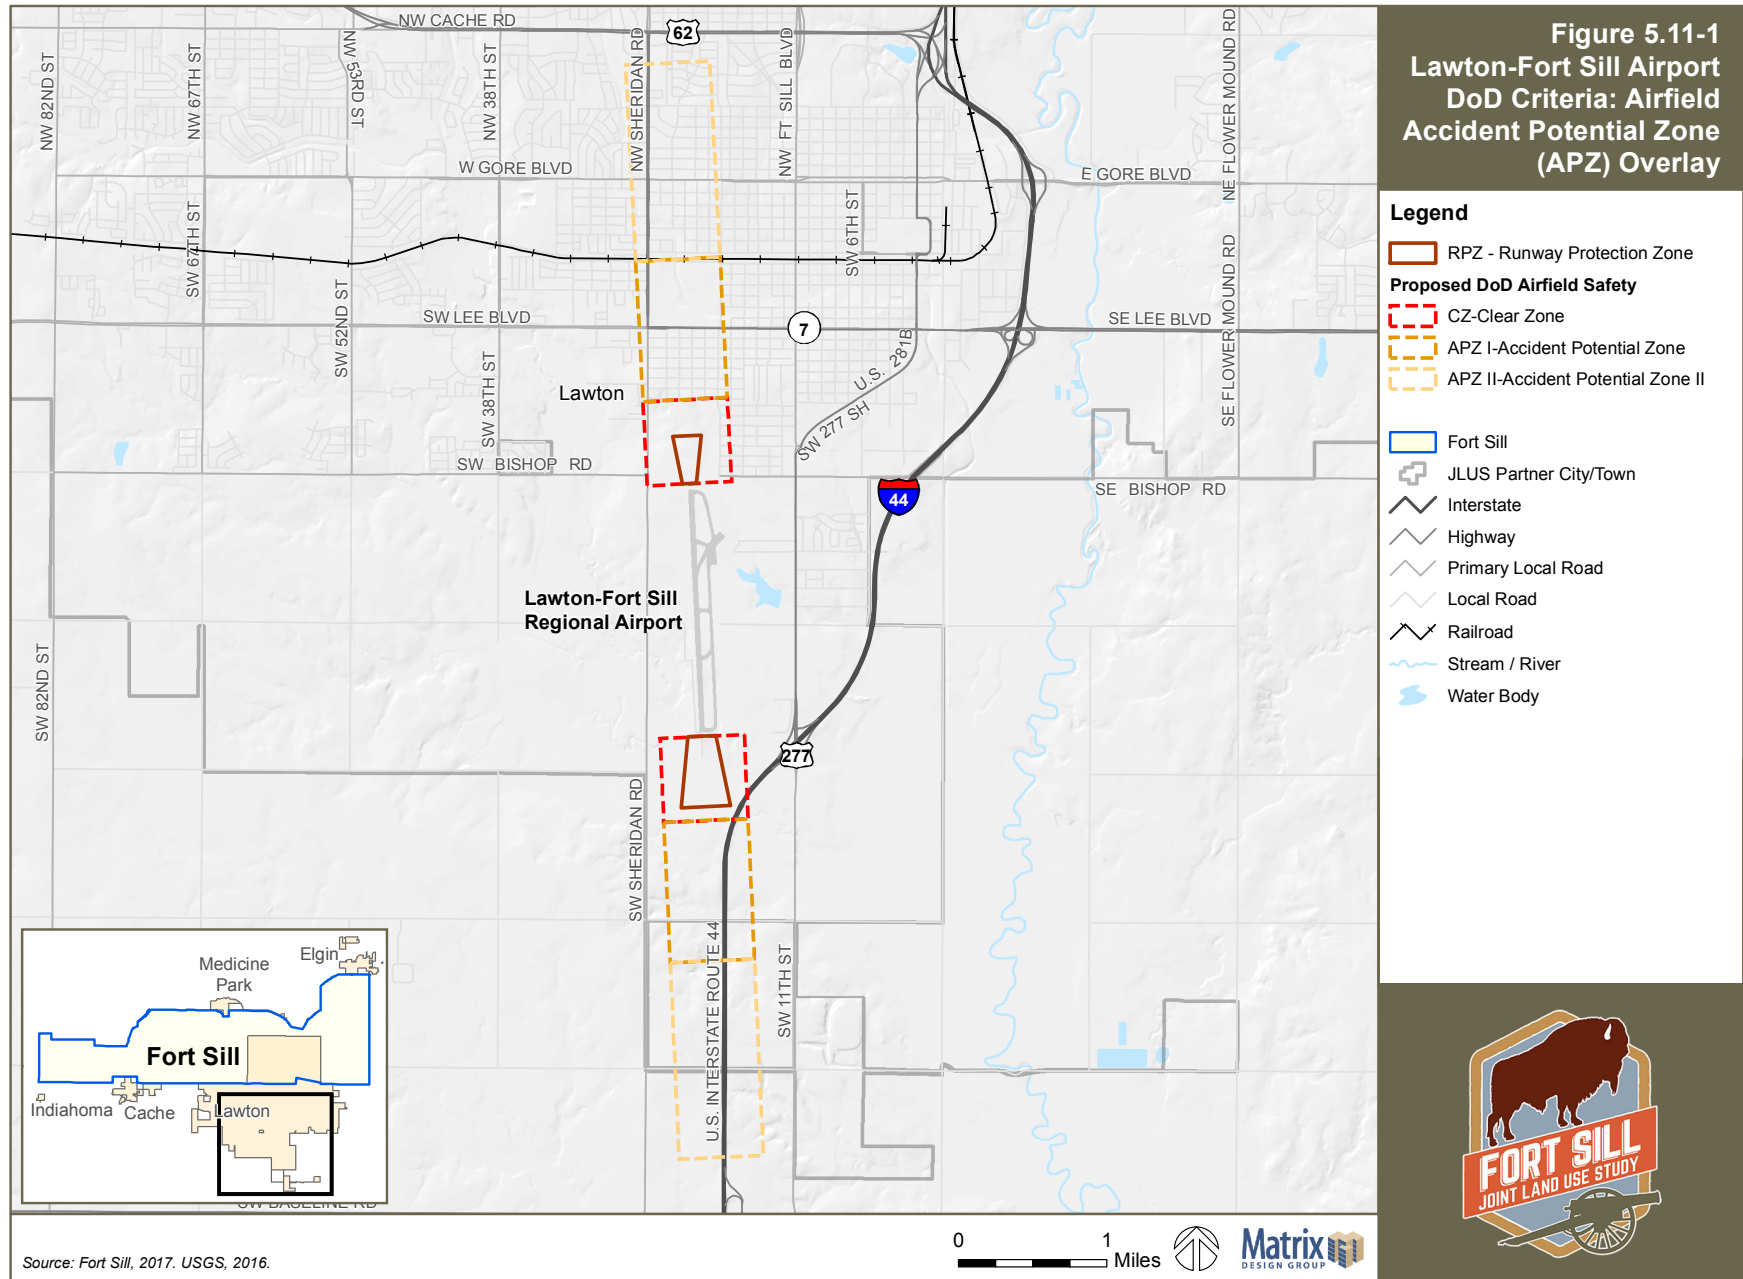 Figure 5.11-1
Lawton-Fort Sill Airport
DoD Criteria: Airfield
Accident Potential Zone
(APZ) Overlay
Legend
RPZ - Runway Protection Zone
Proposed DoD Airfield Safety
CZ-Clear Zone
APZ I-Accident Potential Zone
APZ II-Accident Potential Zone II
Fort Sill
JLUS Partner City/Town
Interstate
Highway
Primary Local Road
Local Road
Railroad
Stream / River
Water Body
NW CACHE RD
62
NW 82ND ST
NW 67TH ST
NW 53RD ST
NW 38TH ST
NW SHERIDAN RD
NW FT SILL BLVD
NE FLOWER MOUND RD
W GORE BLVD
E GORE BLVD
SW 67TH ST
SW 6TH ST
SW 52ND ST
SW LEE BLVD
7
SE LEE BLVD
SE FLOWER MOUND RD
SW 38TH ST
Lawton
U.S. 281B
SW 277 SH
SW BISHOP RD
44
SE BISHOP RD
Lawton-Fort Sill
Regional Airport
SW 82ND ST
277
SW SHERIDAN RD
U.S. INTERSTATE ROUTE 44
SW 11TH ST
SW BASELINE RD
Elgin
Medicine
Park
Fort Sill
Indiahoma
Cache
Lawton
Source: Fort Sill, 2017. USGS, 2016.
0 1
Miles
Matrix
DESIGN GROUP
FORT SILL
JOINT LAND USE STUDY